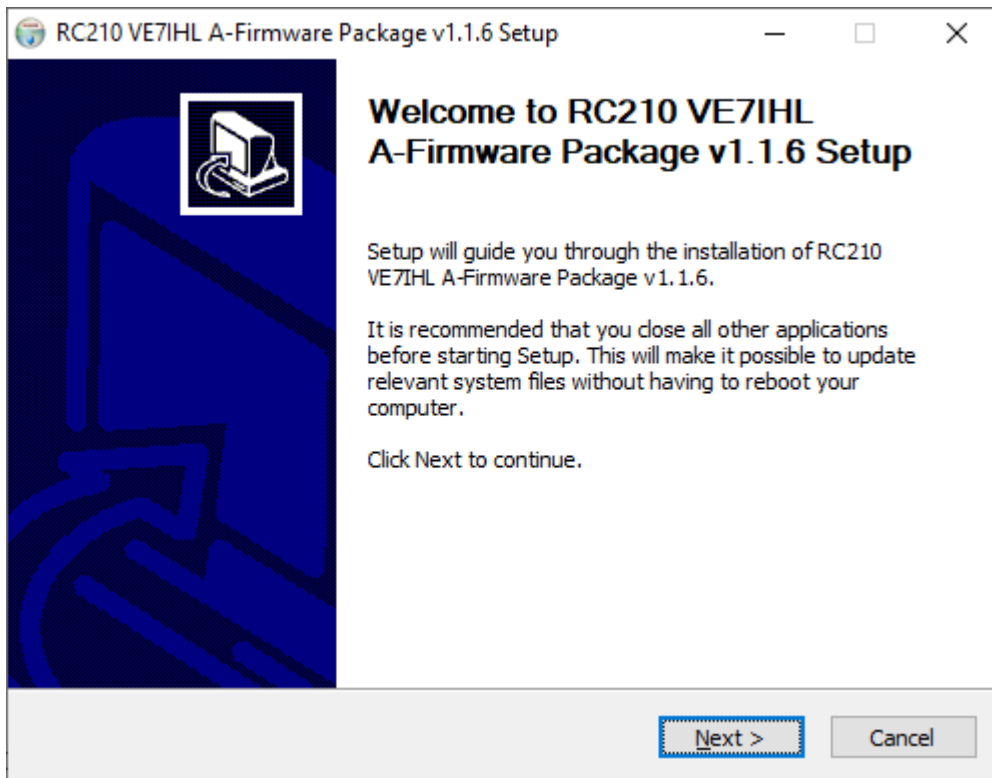 RC210 VE7IHL A-Firmware Package v1.1.6 Setup
Welcome to RC210 VE7IHL
A-Firmware Package v1.1.6 Setup
Setup will guide you through the installation of RC210
VE7IHL A-Firmware Package v1.1.6.
It is recommended that you close all other applications
before starting Setup. This will make it possible to update
relevant system files without having to reboot your
computer.
Click Next to continue.
Next >
Cancel